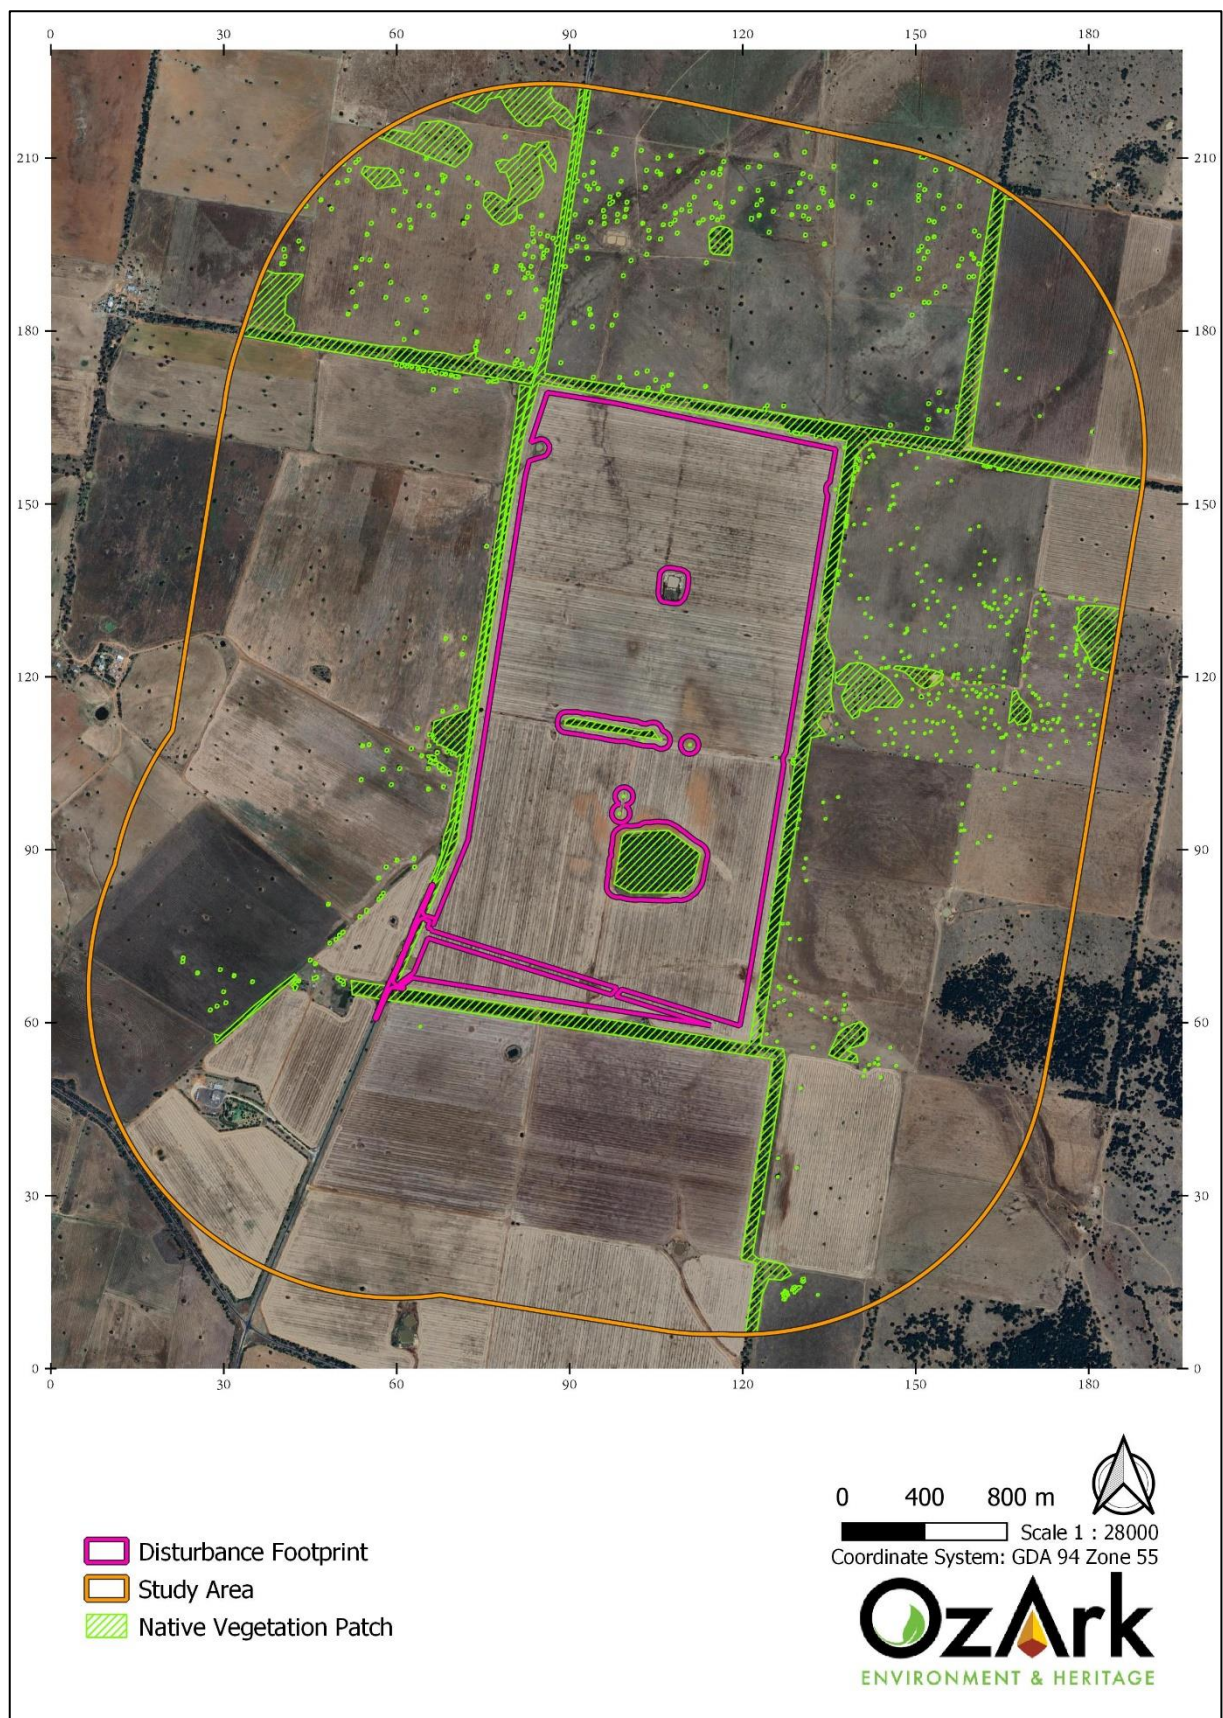 0 30 60 90 120 150 180
210 210
180 180
150 150
120 120
90 90
60 60
30 30
0 0
0 30 60 90 120 150 180
0 400 800 m
Scale 1 : 28000
Coordinate System: GDA 94 Zone 55
Disturbance Footprint
Study Area
Native Vegetation Patch
OzArk
ENVIRONMENT & HERITAGE